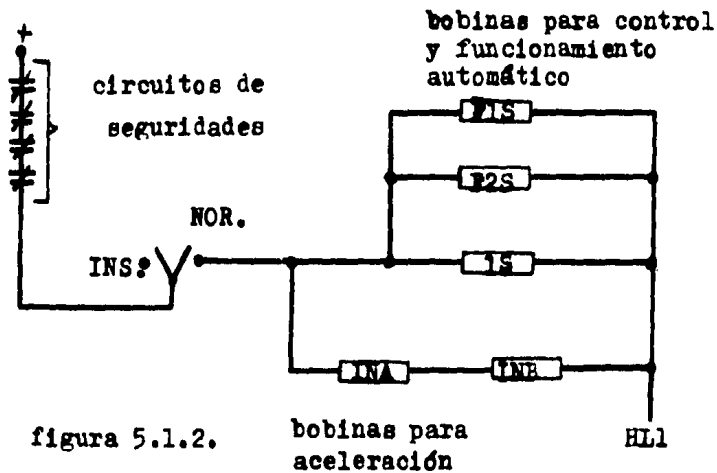 bobinas para control
y funcionamiento
automático
+
circuitos de
seguridades
P1S
P2S
NOR.
INS.
1S
INA
INB
figura 5.1.2.
bobinas para
aceleración
HL1